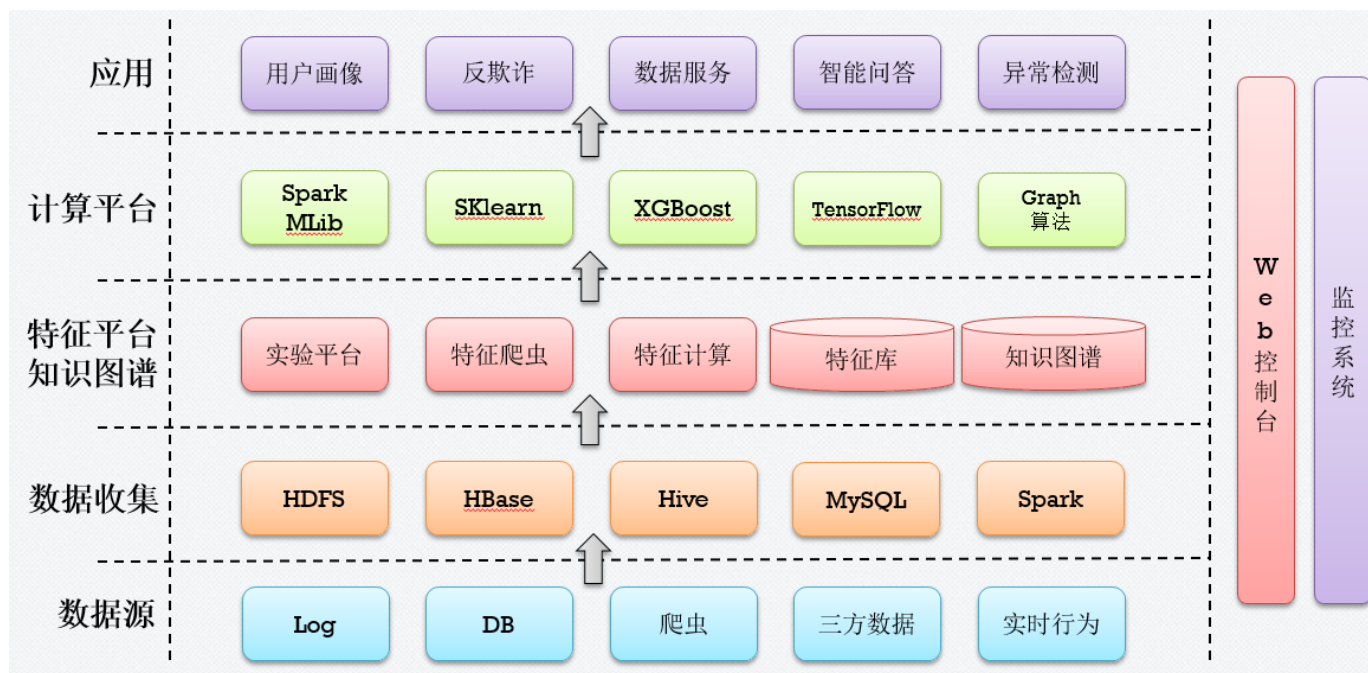 应用
用户画像
反欺诈
数据服务
智能问答
异常检测
计算平台
Spark
MLib
SKlearn
XGBoost
TensorFlow
Graph
算法
特征平台
知识图谱
实验平台
特征爬虫
特征计算
特征库
知识图谱
数据收集
HDFS
HBase
Hive
MySQL
Spark
数据源
Log
DB
爬虫
三方数据
实时行为
Web控制台
监控系统